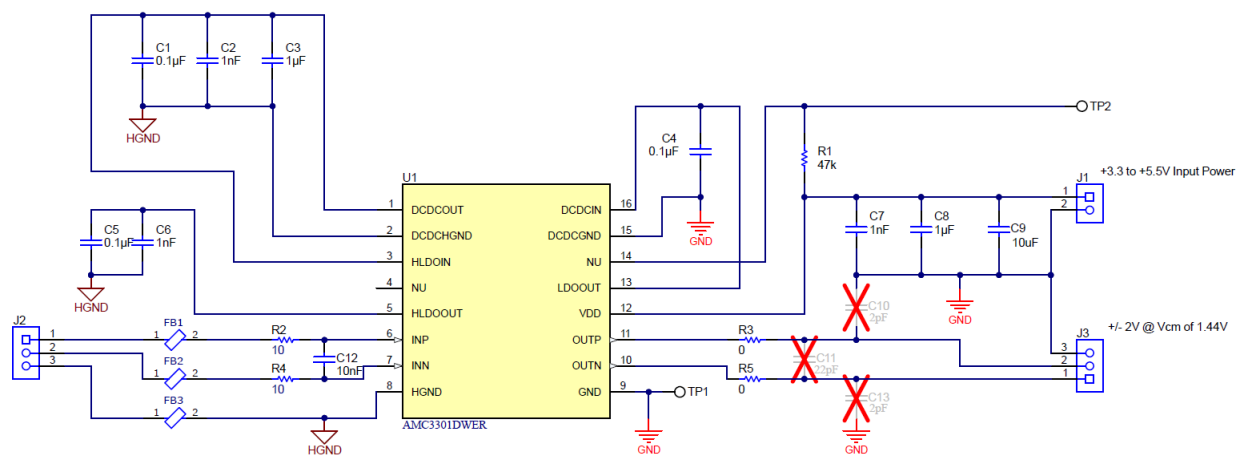 C1
0.1µF
C2
1nF
C3
1µF
HGND
TP2
C4
0.1µF
R1
47k
GND
J1
+3.3 to +5.5V Input Power
1
2
C7
1nF
C8
1µF
C9
10uF
GND
C5
0.1µF
C6
1nF
HGND
U1
1 DCDCOUT DCDCIN 16
2 DCDCHGND DCDCGND 15
3 HLDOIN NU 14
4 NU LDOOUT 13
5 HLDOOUT VDD 12
6 INP OUTP 11
7 INN OUTN 10
8 HGND GND 9
AMC3301DWER
J2
1
2
3
1 FB1 2
1 FB2 2
1 FB3 2
R2
10
R4
10
C12
10nF
HGND
TP1
GND
R3
0
R5
0
C10
2pF
C11
22pF
C13
2pF
GND
J3
+/- 2V @ Vcm of 1.44V
3
2
1